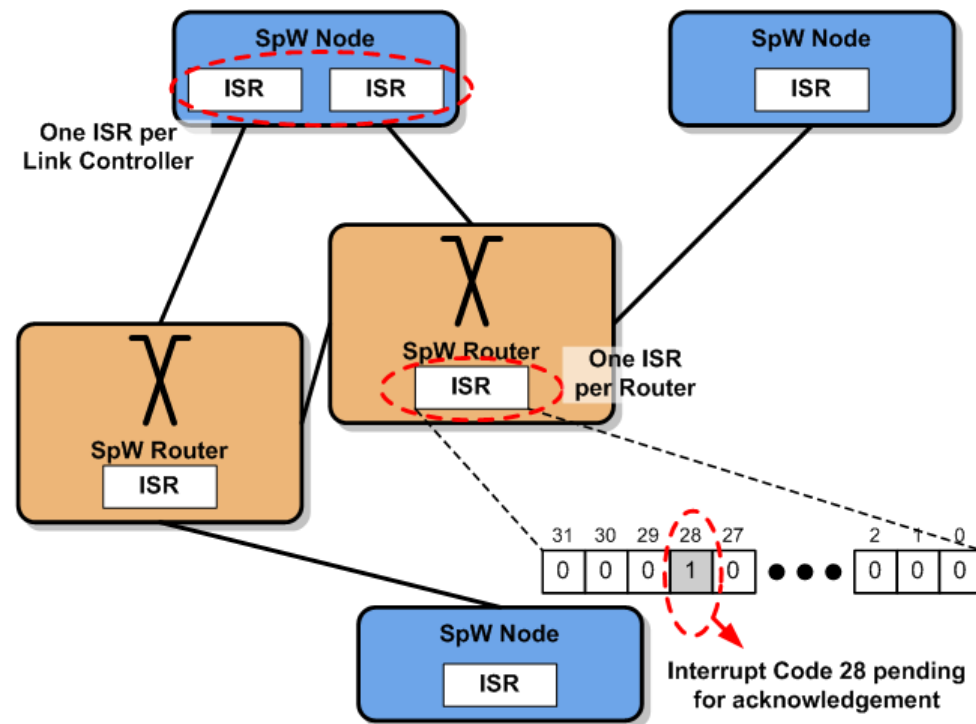 SpW Node
ISR ISR
SpW Node
ISR
One ISR per
Link Controller
SpW Router
ISR
One ISR
per Router
SpW Router
ISR
31 30 29 28 27 2 1 0
0 0 0 1 0 0 0 0
SpW Node
ISR
Interrupt Code 28 pending
for acknowledgement